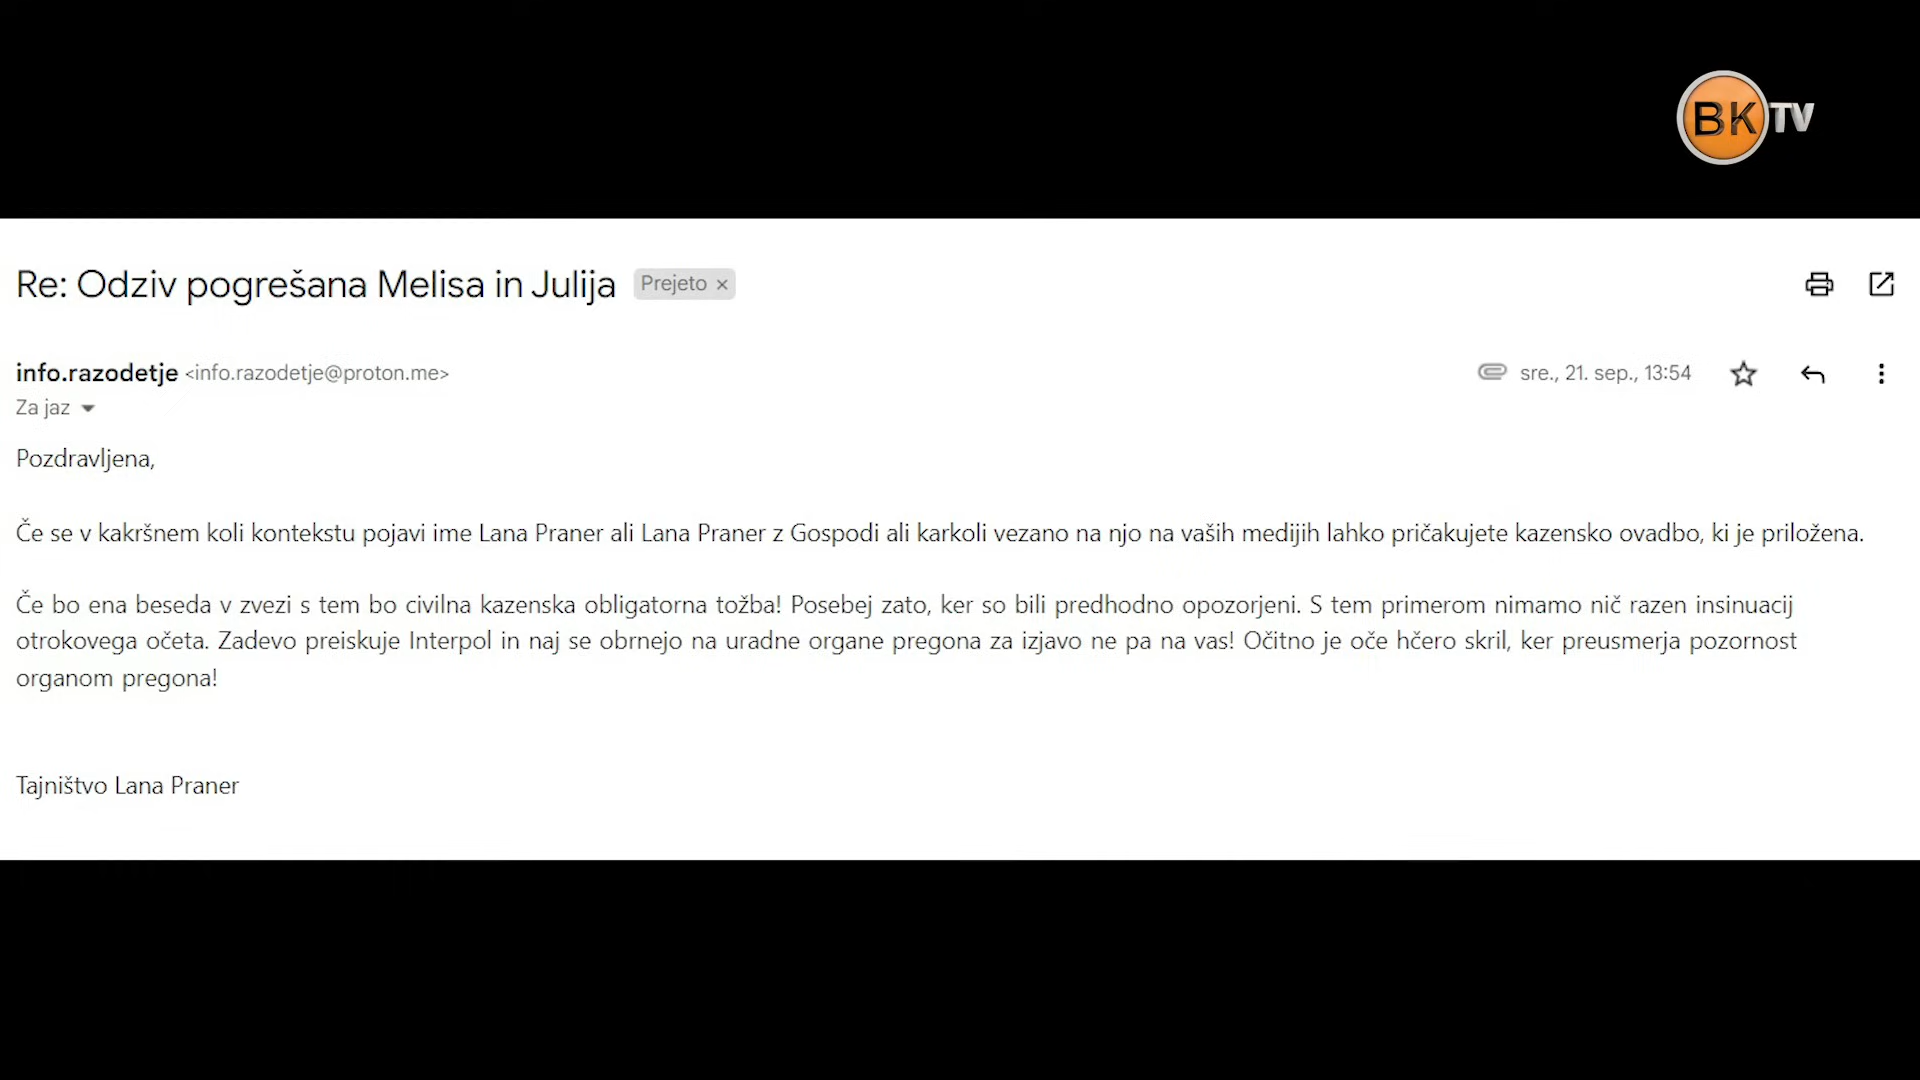 BK TV
Re: Odziv pogrešana Melisa in Julija Prejeto ×
info.razodetje <info.razodetje@proton.me> sre., 21. sep., 13:54
Za jaz
Pozdravljena,
Če se v kakršnem koli kontekstu pojavi ime Lana Praner ali Lana Praner z Gospodi ali karkoli vezano na njo na vaših medijih lahko pričakujete kazensko ovadbo, ki je priložena.
Če bo ena beseda v zvezi s tem bo civilna kazenska obligatorna tožba! Posebej zato, ker so bili predhodno opozorjeni. S tem primerom nimamo nič razen insinuacij
otrokovega očeta. Zadevo preiskuje Interpol in naj se obrnejo na uradne organe pregona za izjavo ne pa na vas! Očitno je oče hčero skril, ker preusmerja pozornost
organom pregona!
Tajništvo Lana Praner